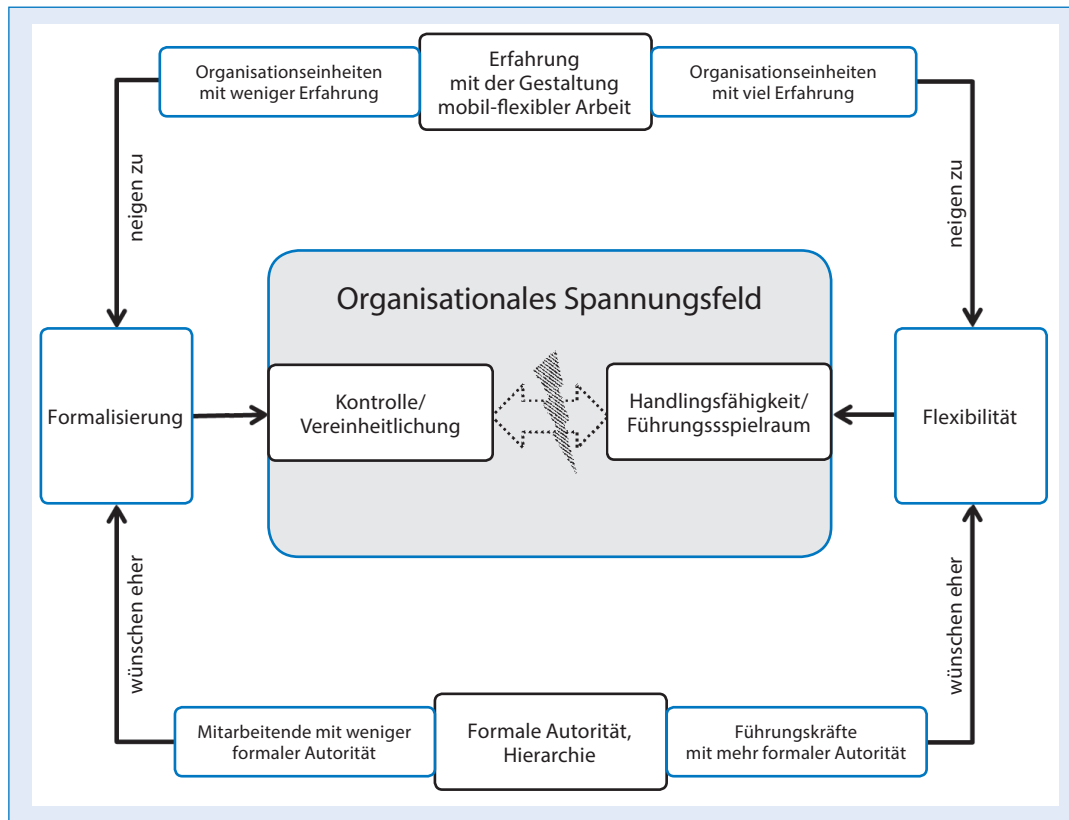 Organisationseinheiten
mit weniger Erfahrung
Erfahrung
mit der Gestaltung
mobil-flexibler Arbeit
Organisationseinheiten
mit viel Erfahrung
neigen zu
neigen zu
Organisationales Spannungsfeld
Formalisierung
Kontrolle/
Vereinheitlichung
Handlingsfähigkeit/
Führungssspielraum
Flexibilität
wünschen eher
wünschen eher
Mitarbeitende mit weniger
formaler Autorität
Formale Autorität,
Hierarchie
Führungskräfte
mit mehr formaler Autorität